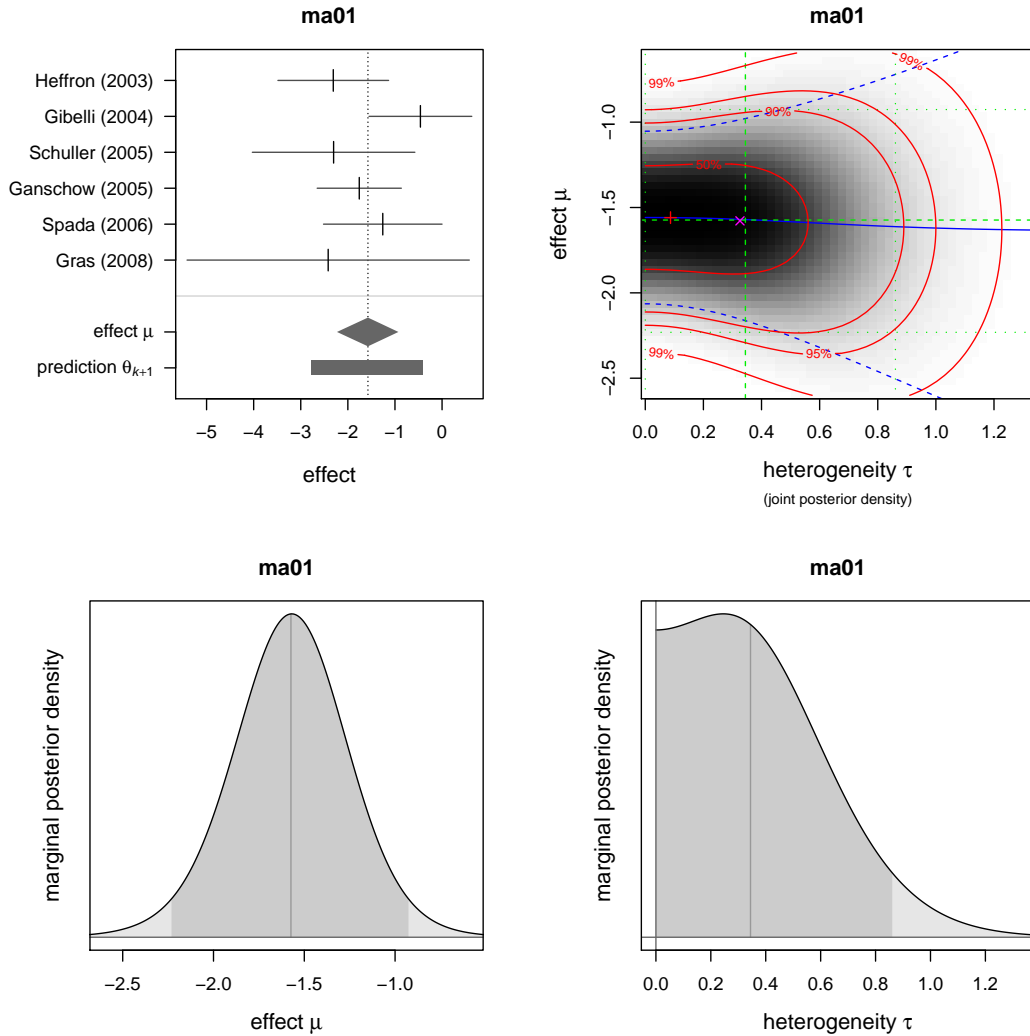 ma01
Heffron (2003)
Gibelli (2004)
Schuller (2005)
Ganschow (2005)
Spada (2006)
Gras (2008)
effect μ
prediction θk+1
−5 −4 −3 −2 −1 0
effect
ma01
effect μ
−1.0
−1.5
−2.0
−2.5
99%
99%
90%
50%
95%
99%
0.0 0.2 0.4 0.6 0.8 1.0 1.2
heterogeneity τ
(joint posterior density)
ma01
marginal posterior density
−2.5 −2.0 −1.5 −1.0
effect μ
ma01
marginal posterior density
0.0 0.2 0.4 0.6 0.8 1.0 1.2
heterogeneity τ